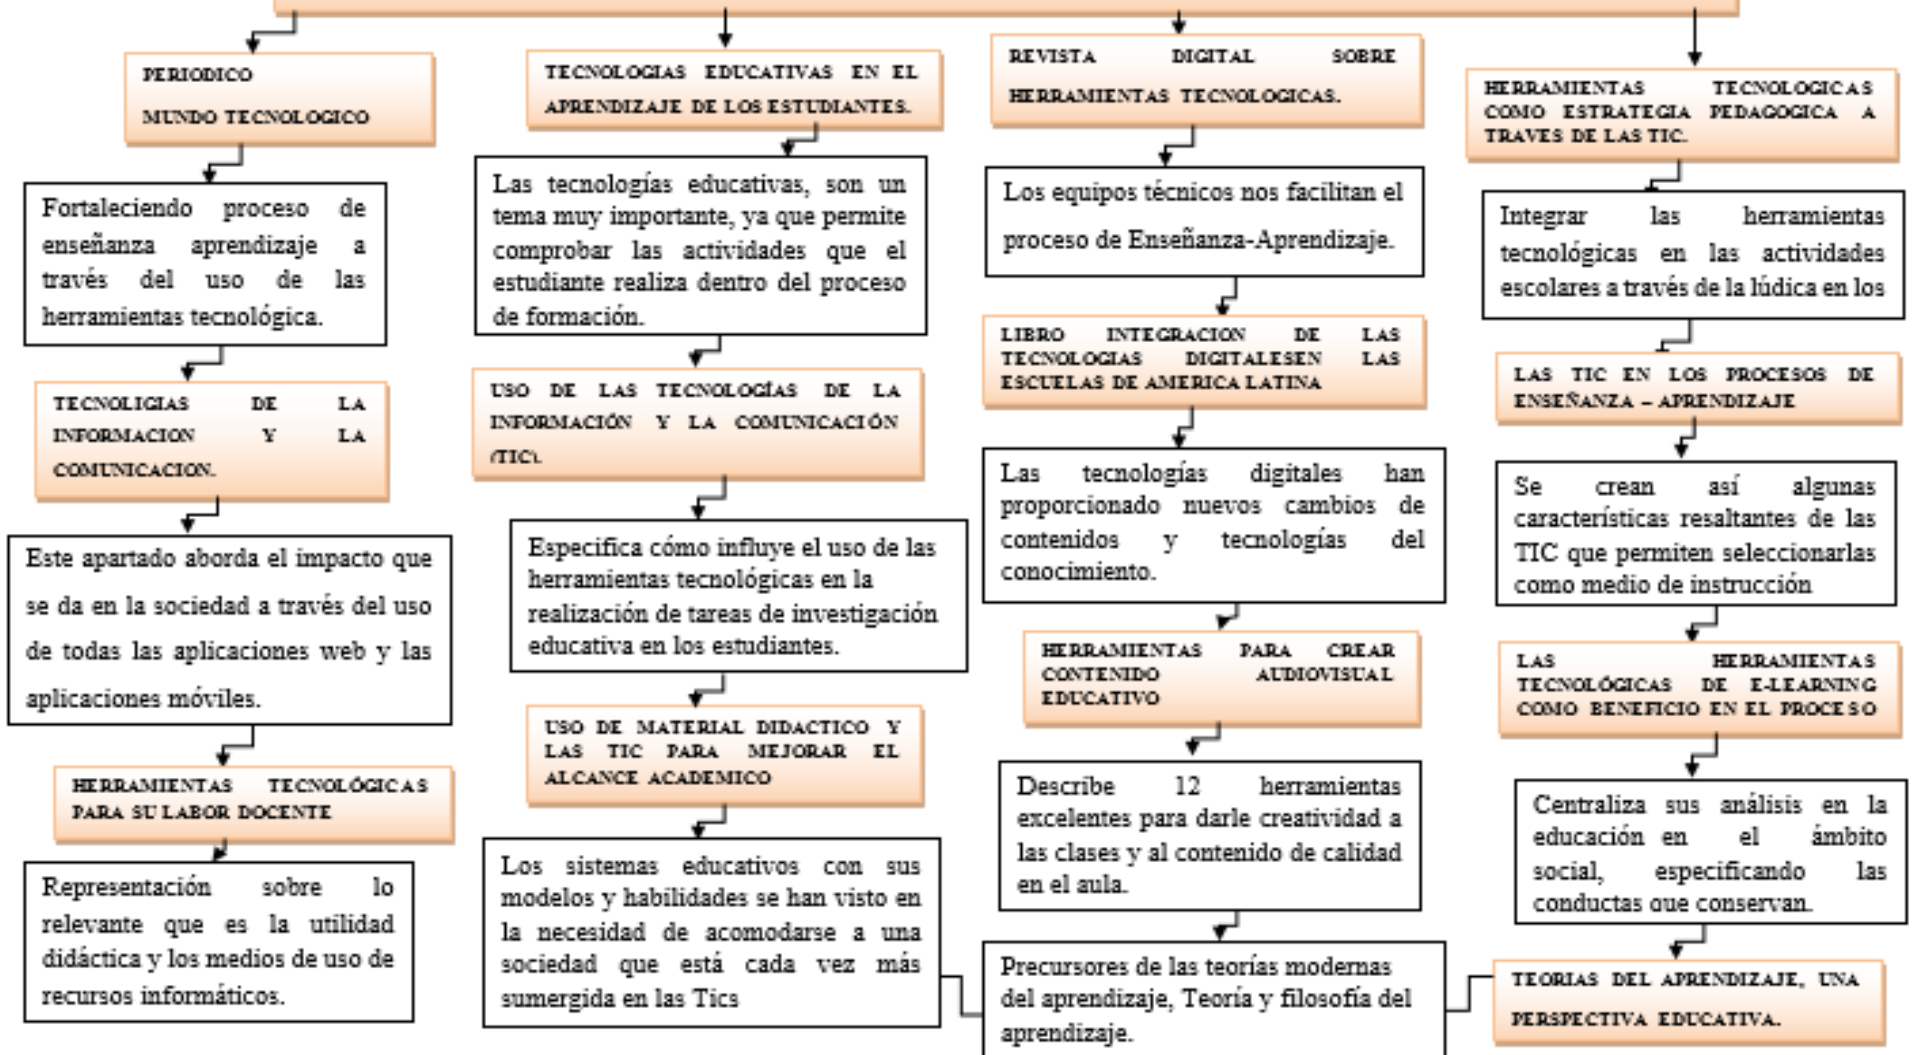 PERIODICO
MUNDO TECNOLOGICO
Fortaleciendo proceso de
enseñanza aprendizaje a
través del uso de las
herramientas tecnológica.
TECNOLIGIAS DE LA
INFORMACION Y LA
COMUNICACION.
Este apartado aborda el impacto que
se da en la sociedad a través del uso
de todas las aplicaciones web y las
aplicaciones móviles.
HERRAMIENTAS TECNOLÓGICAS
PARA SU LABOR DOCENTE
Representación sobre lo
relevante que es la utilidad
didáctica y los medios de uso de
recursos informáticos.
TECNOLOGIAS EDUCATIVAS EN EL
APRENDIZAJE DE LOS ESTUDIANTES.
Las tecnologías educativas, son un
tema muy importante, ya que permite
comprobar las actividades que el
estudiante realiza dentro del proceso
de formación.
USO DE LAS TECNOLOGÍAS DE LA
INFORMACIÓN Y LA COMUNICACIÓN
(TIC).
Especifica cómo influye el uso de las
herramientas tecnológicas en la
realización de tareas de investigación
educativa en los estudiantes.
USO DE MATERIAL DIDACTICO Y
LAS TIC PARA MEJORAR EL
ALCANCE ACADEMICO
Los sistemas educativos con sus
modelos y habilidades se han visto en
la necesidad de acomodarse a una
sociedad que está cada vez más
sumergida en las Tics
REVISTA DIGITAL SOBRE
HERRAMIENTAS TECNOLOGICAS.
Los equipos técnicos nos facilitan el
proceso de Enseñanza-Aprendizaje.
LIBRO INTEGRACION DE LAS
TECNOLOGIAS DIGITALESEN LAS
ESCUELAS DE AMERICA LATINA
Las tecnologías digitales han
proporcionado nuevos cambios de
contenidos y tecnologías del
conocimiento.
HERRAMIENTAS PARA CREAR
CONTENIDO AUDIOVISUAL
EDUCATIVO
Describe 12 herramientas
excelentes para darle creatividad a
las clases y al contenido de calidad
en el aula.
Precursores de las teorías modernas
del aprendizaje, Teoría y filosofía del
aprendizaje.
HERRAMIENTAS TECNOLOGICAS
COMO ESTRATEGIA PEDAGOGICA A
TRAVES DE LAS TIC.
Integrar las herramientas
tecnológicas en las actividades
escolares a través de la lúdica en los
LAS TIC EN LOS PROCESOS DE
ENSEÑANZA – APRENDIZAJE
Se crean así algunas
características resaltantes de las
TIC que permiten seleccionarlas
como medio de instrucción
LAS HERRAMIENTAS
TECNOLÓGICAS DE E-LEARNING
COMO BENEFICIO EN EL PROCESO
Centraliza sus análisis en la
educación en el ámbito
social, especificando las
conductas que conservan.
TEORIAS DEL APRENDIZAJE, UNA
PERSPECTIVA EDUCATIVA.